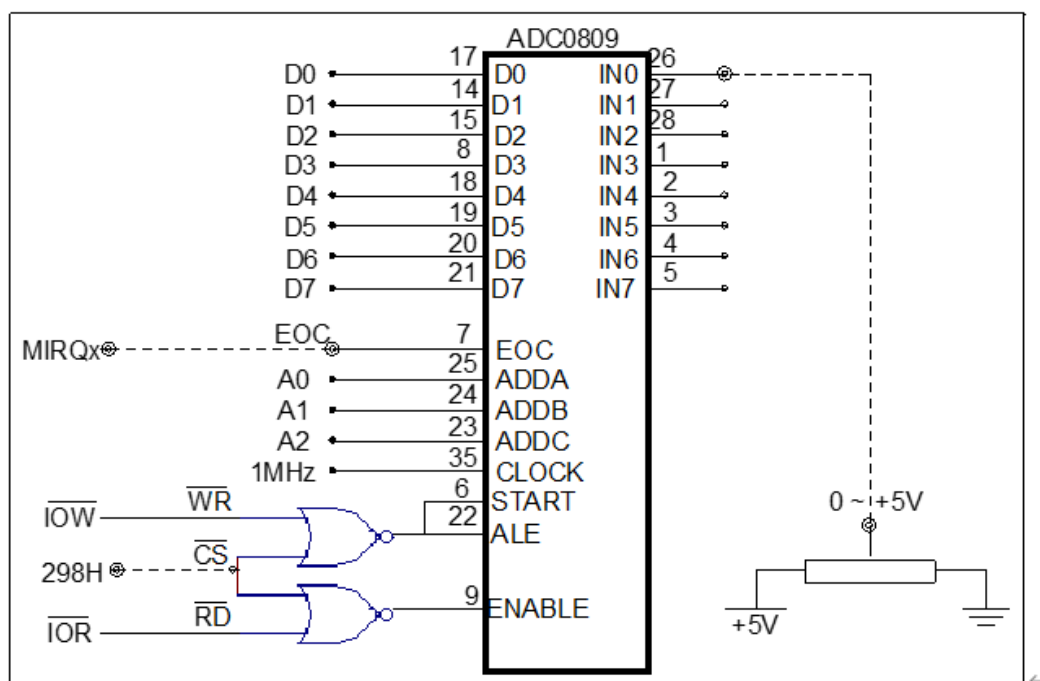 ADC0809
D0 17 D0 IN0 26
D1 14 D1 IN1 27
D2 15 D2 IN2 28
D3 8 D3 IN3 1
D4 18 D4 IN4 2
D5 19 D5 IN5 3
D6 20 D6 IN6 4
D7 21 D7 IN7 5
MIRQx EOC 7 EOC
A0 25 ADDA
A1 24 ADDB
A2 23 ADDC
1MHz 35 CLOCK
6 START
IOW WR 22 ALE
298H CS
IOR RD 9 ENABLE
0 ~ +5V
+5V